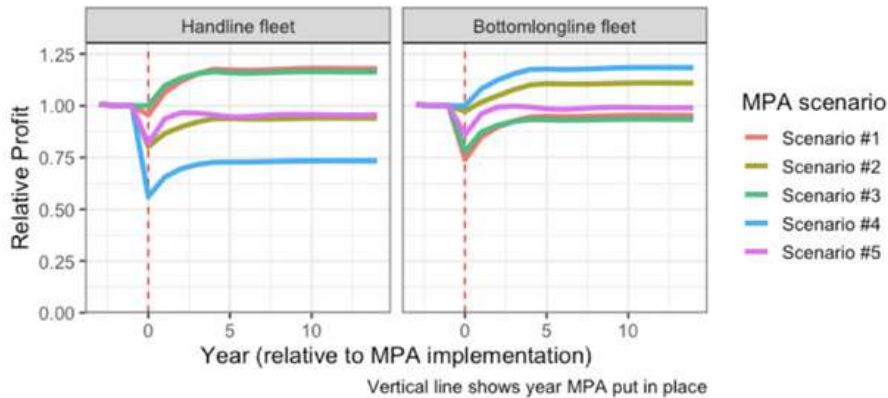 Handline fleet
Bottomlongline fleet
1.25
1.00
0.75
0.50
0.25
0.00
Relative Profit
0
5
10
0
5
10
Year (relative to MPA implementation)
Vertical line shows year MPA put in place
MPA scenario
Scenario #1
Scenario #2
Scenario #3
Scenario #4
Scenario #5